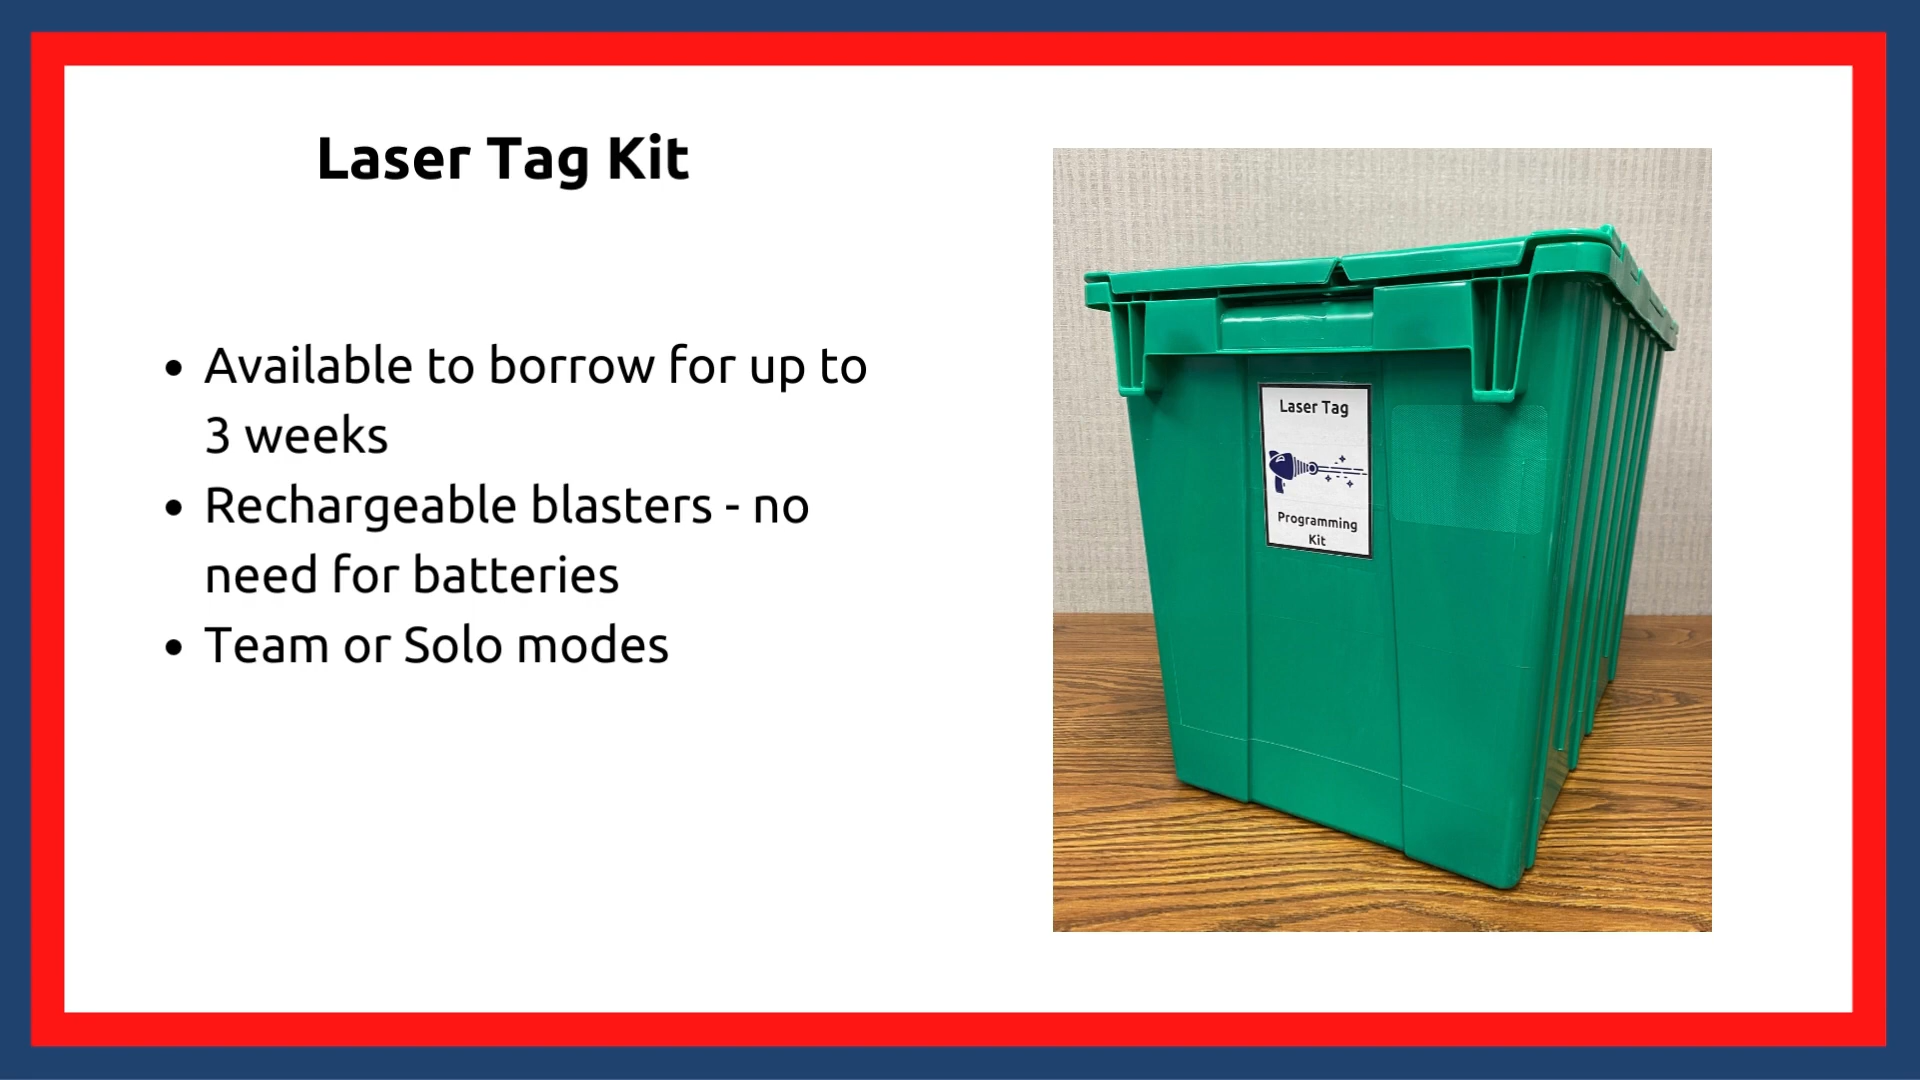 Laser Tag Kit
• Available to borrow for up to
3 weeks
• Rechargeable blasters - no
need for batteries
• Team or Solo modes
Laser Tag
Programming
Kit